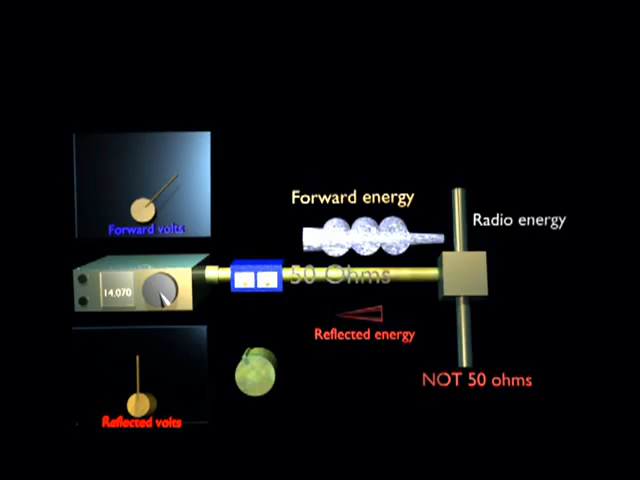 Forward energy
Radio energy
Forward volts
50 Ohms
14.070
Reflected energy
NOT 50 ohms
Reflected volts